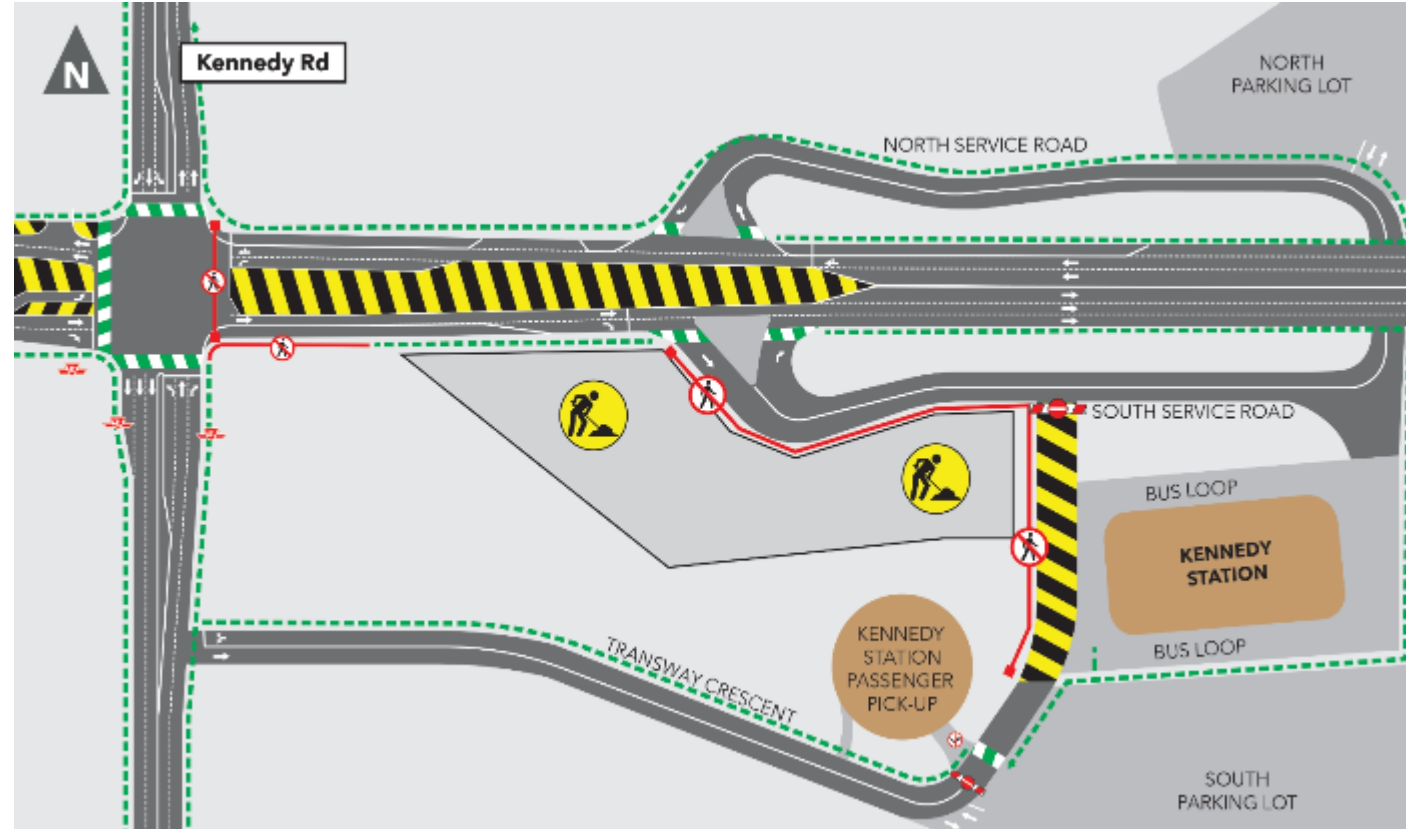 N
Kennedy Rd
NORTH
PARKING LOT
NORTH SERVICE ROAD
SOUTH SERVICE ROAD
BUS LOOP
KENNEDY
STATION
BUS LOOP
KENNEDY
STATION
PASSENGER
PICK-UP
TRANSWAY CRESCENT
SOUTH
PARKING LOT